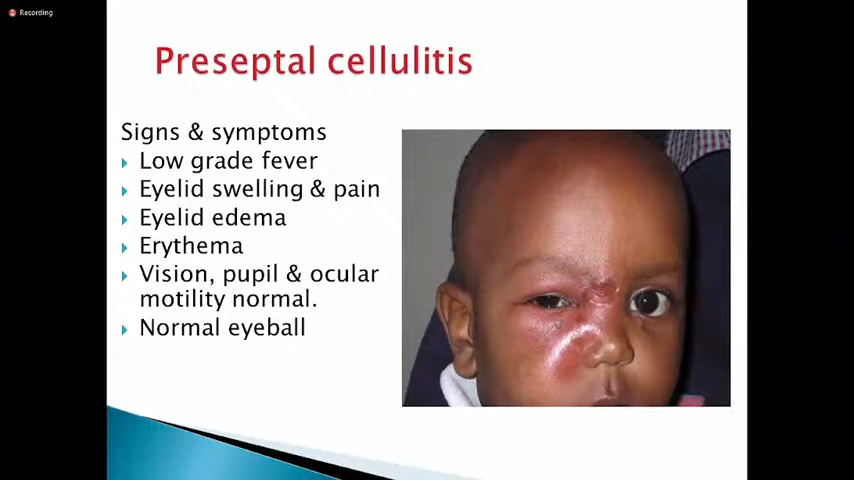 Recording
Preseptal cellulitis
Signs & symptoms
Low grade fever
Eyelid swelling & pain
Eyelid edema
Erythema
Vision, pupil & ocular
motility normal.
Normal eyeball